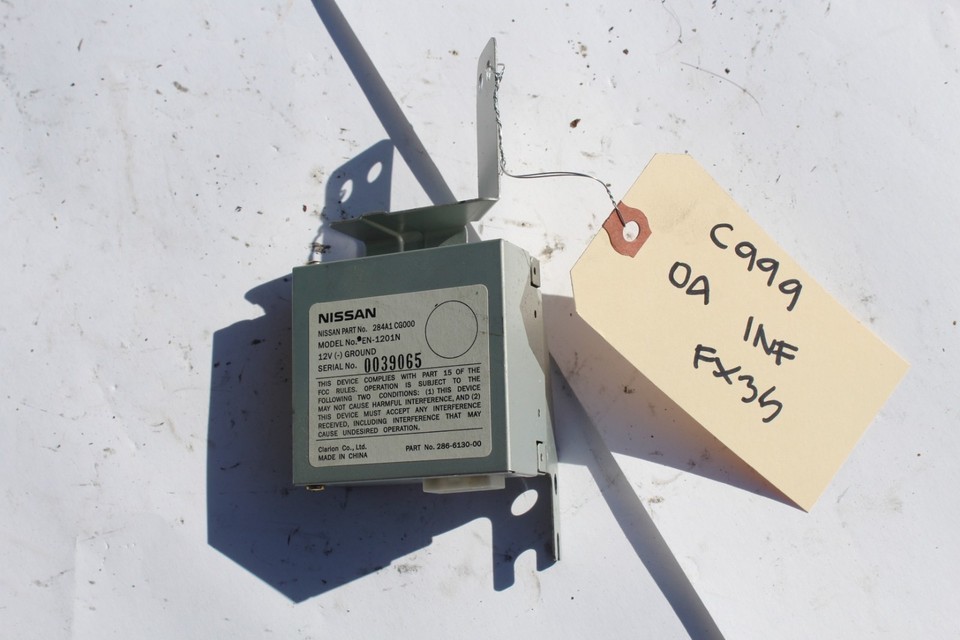 NISSAN
NISSAN PART No. 284A1 CG000
MODEL No. EN-1201N
12V (-) GROUND
SERIAL No. 0039065
THIS DEVICE COMPLIES WITH PART 15 OF THE
FCC RULES. OPERATION IS SUBJECT TO THE
FOLLOWING TWO CONDITIONS: (1) THIS DEVICE
MAY NOT CAUSE HARMFUL INTERFERENCE, AND (2)
THIS DEVICE MUST ACCEPT ANY INTERFERENCE
RECEIVED, INCLUDING INTERFERENCE THAT MAY
CAUSE UNDESIRED OPERATION.
Clarion Co., Ltd.
MADE IN CHINA
PART No. 286-6130-00
C999
OA
INF
FX35